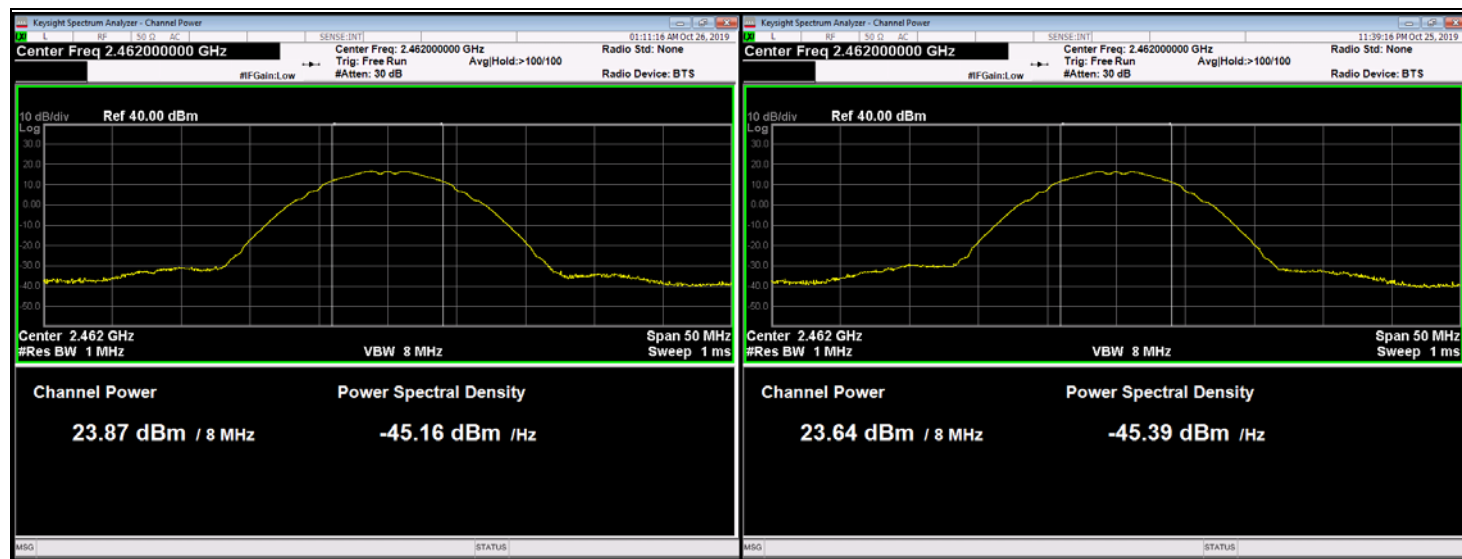 Keysight Spectrum Analyzer - Channel Power
LXI L RF 50 Ω AC SENSE:INT 01:11:16 AM Oct 26, 2019
Center Freq 2.462000000 GHz
Center Freq: 2.462000000 GHz
Radio Std: None
Trig: Free Run Avg|Hold:>100/100
#IFGain:Low #Atten: 30 dB Radio Device: BTS
10 dB/div Ref 40.00 dBm
Log
30.0
20.0
10.0
0.00
-10.0
-20.0
-30.0
-40.0
-50.0
Center 2.462 GHz Span 50 MHz
#Res BW 1 MHz VBW 8 MHz Sweep 1 ms
Channel Power Power Spectral Density
23.87 dBm / 8 MHz -45.16 dBm /Hz
MSG STATUS
Keysight Spectrum Analyzer - Channel Power
LXI L RF 50 Ω AC SENSE:INT 11:39:16 PM Oct 25, 2019
Center Freq 2.462000000 GHz
Center Freq: 2.462000000 GHz
Radio Std: None
Trig: Free Run Avg|Hold:>100/100
#IFGain:Low #Atten: 30 dB Radio Device: BTS
10 dB/div Ref 40.00 dBm
Log
30.0
20.0
10.0
0.00
-10.0
-20.0
-30.0
-40.0
-50.0
Center 2.462 GHz Span 50 MHz
#Res BW 1 MHz VBW 8 MHz Sweep 1 ms
Channel Power Power Spectral Density
23.64 dBm / 8 MHz -45.39 dBm /Hz
MSG STATUS